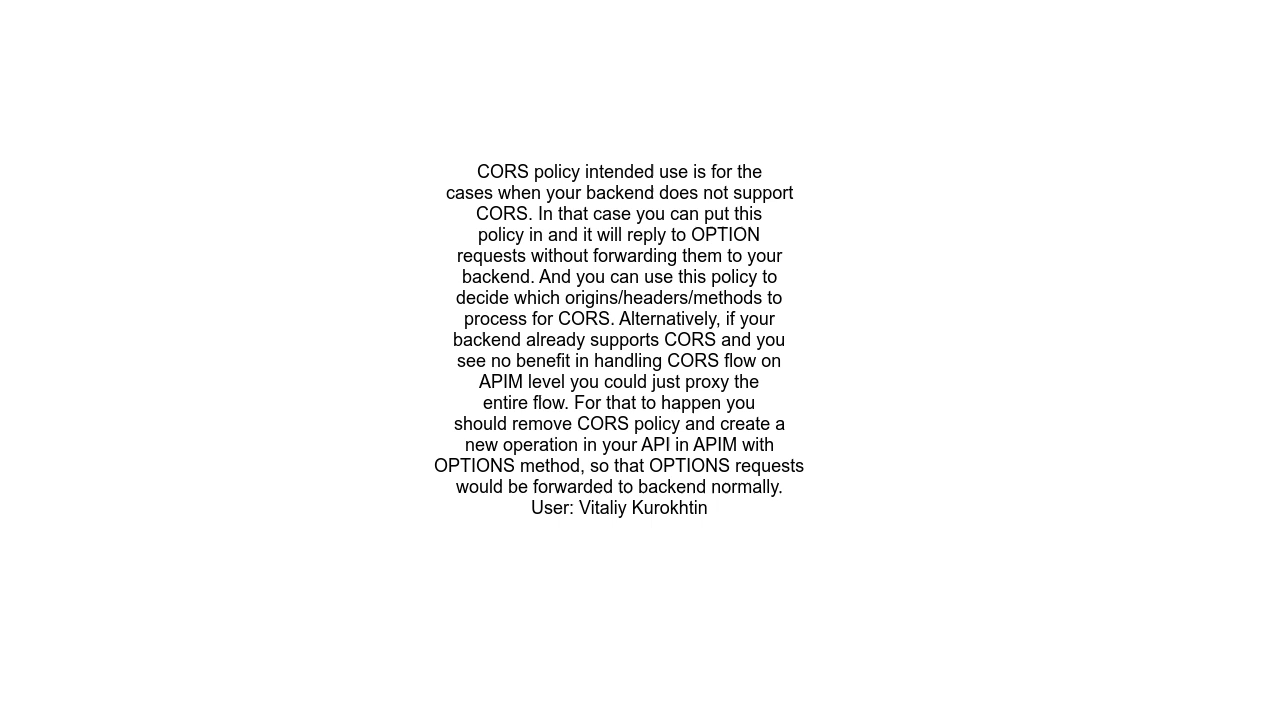 CORS policy intended use is for the
cases when your backend does not support
CORS. In that case you can put this
policy in and it will reply to OPTION
requests without forwarding them to your
backend. And you can use this policy to
decide which origins/headers/methods to
process for CORS. Alternatively, if your
backend already supports CORS and you
see no benefit in handling CORS flow on
APIM level you could just proxy the
entire flow. For that to happen you
should remove CORS policy and create a
new operation in your API in APIM with
OPTIONS method, so that OPTIONS requests
would be forwarded to backend normally.
User: Vitaliy Kurokhtin